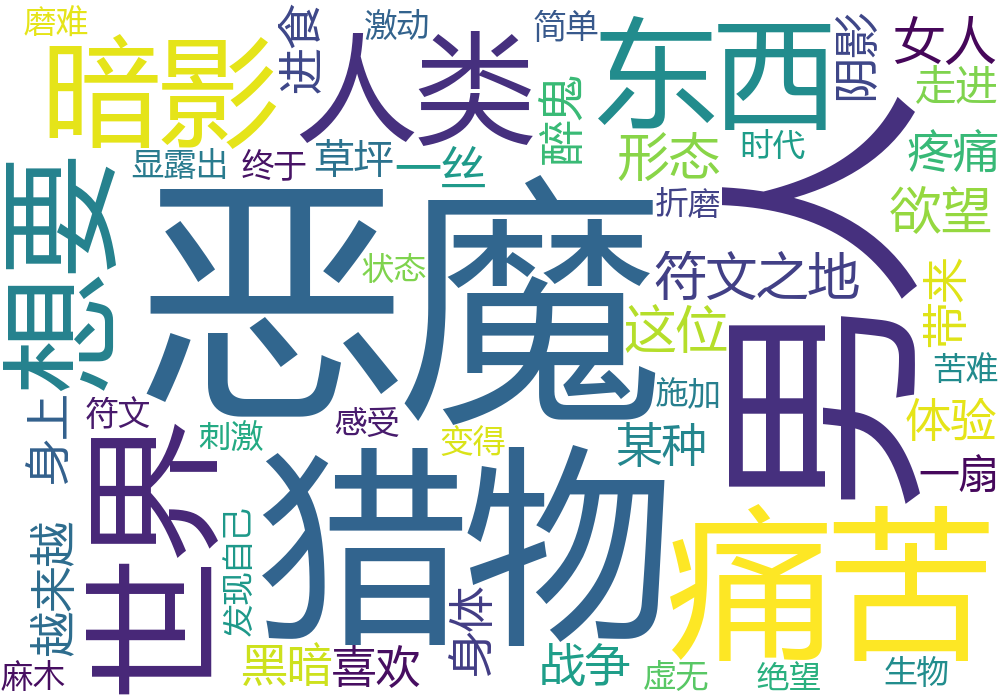 磨难
暗影
进食
人类
激动
简单
东西
阴影
女人
走进
醉鬼
形态
时代
疼痛
显露出
终于
草坪
一丝
想要
恶魔
折磨
男人
欲望
状态
符文之地
这位
带来
苦难
施加
身上
符文
感受
刺激
变得
某种
体验
一扇
世界
猎物
痛苦
越来越
发现自己
身体
麻木
黑暗
喜欢
战争
虚无
绝望
生物